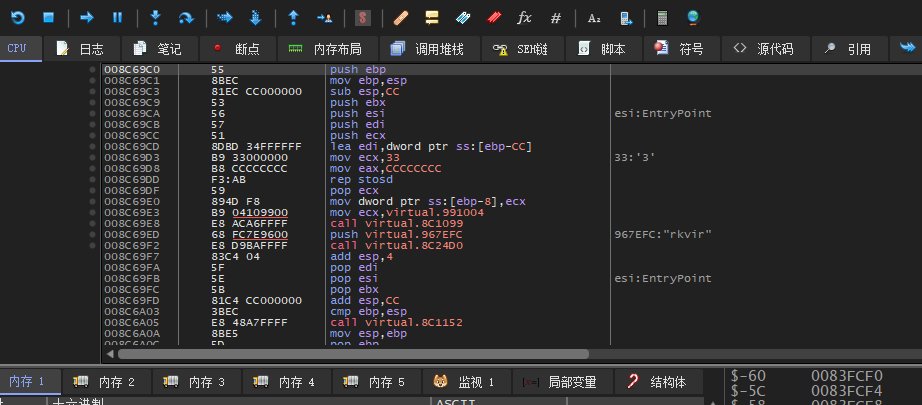 fx # A₂
CPU 日志 笔记 断点 内存布局 调用堆栈 SEH链 脚本 符号 源代码 引用
008C69C0 55 push ebp
008C69C1 8BEC mov ebp,esp
008C69C3 81EC CC000000 sub esp,CC
008C69C9 53 push ebx
008C69CA 56 push esi esi:EntryPoint
008C69CB 57 push edi
008C69CC 51 push ecx
008C69CD 8DBD 34FFFFFF lea edi,dword ptr ss:[ebp-CC]
008C69D3 B9 33000000 mov ecx,33 33:'3'
008C69D8 B8 CCCCCCCC mov eax,CCCCCCCC
008C69DD F3:AB rep stosd
008C69DF 59 pop ecx
008C69E0 894D F8 mov dword ptr ss:[ebp-8],ecx
008C69E3 B9 04109900 mov ecx,virtual.991004
008C69E8 E8 ACA6FFFF call virtual.8C1099
008C69ED 68 FC7E9600 push virtual.967EFC 967EFC:"rkvir"
008C69F2 E8 D9BAFFFF call virtual.8C24D0
008C69F7 83C4 04 add esp,4
008C69FA 5F pop edi
008C69FB 5E pop esi esi:EntryPoint
008C69FC 5B pop ebx
008C69FD 81C4 CC000000 add esp,CC
008C6A03 3BEC cmp ebp,esp
008C6A05 E8 48A7FFFF call virtual.8C1152
008C6A0A 8BE5 mov esp,ebp
008C6A0C 5D pop ebp
内存 1 内存 2 内存 3 内存 4 内存 5 监视 1 [x=] 局部变量 结构体
$-60 0083FCF0
$-5C 0083FCF4
$-58 0083FCF8
十六进制 ASCII